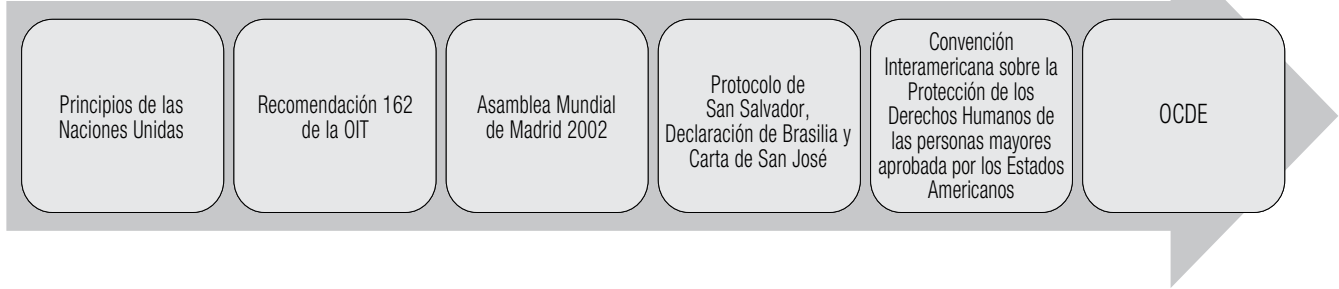 Principios de las
Naciones Unidas
Recomendación 162
de la OIT
Asamblea Mundial
de Madrid 2002
Protocolo de
San Salvador,
Declaración de Brasilia y
Carta de San José
Convención
Interamericana sobre la
Protección de los
Derechos Humanos de
las personas mayores
aprobada por los Estados
Americanos
OCDE